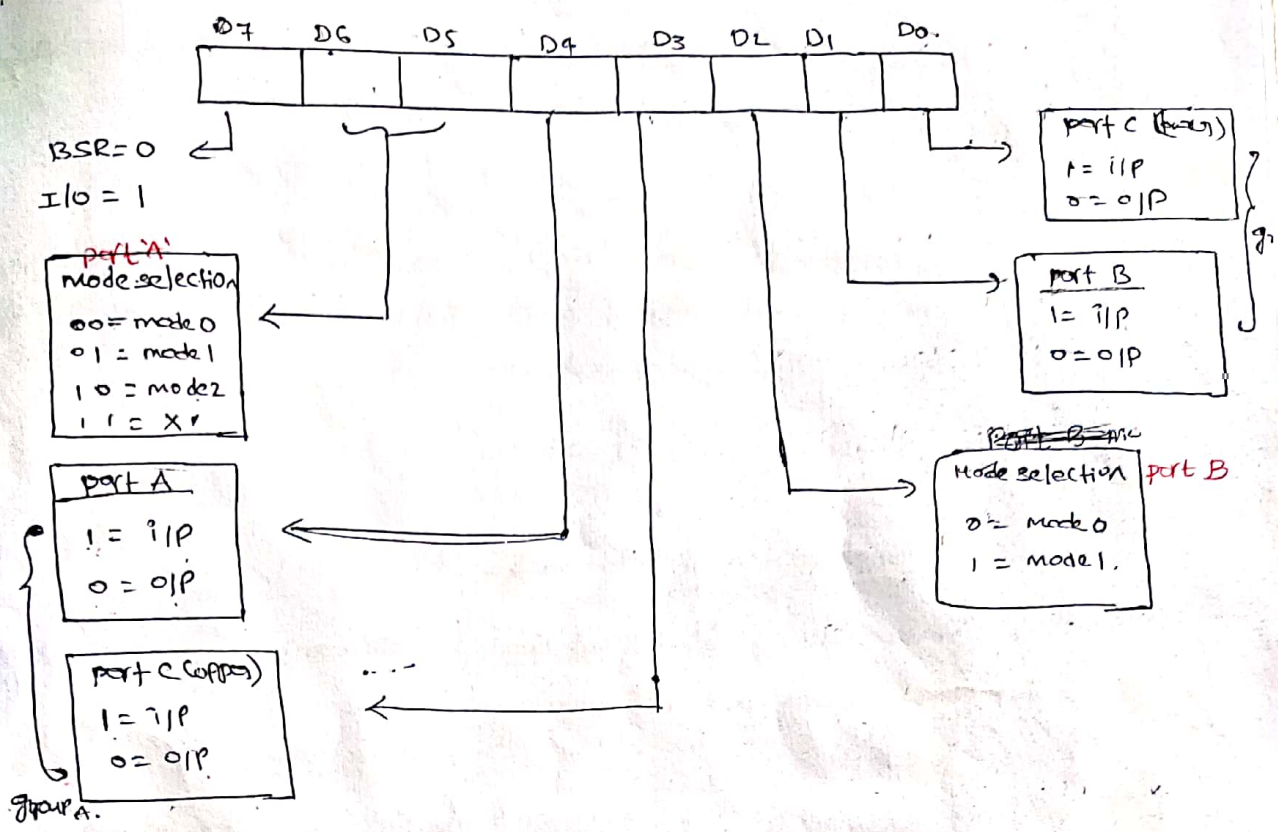 D7 D6 D5 D4 D3 D2 D1 D0.
BSR=0
I/0 = 1
port 'A'
mode selection
00= mode 0
01 = mode 1
10 = mode2
11 = X
port A
1 = i/p
0 = o/p
port C (upper)
1= i/p
0= o/p
group A.
port C
1= i/p
0= o/p
port B
1= i/p
0= o/p
Mode selection port B
0= mode 0
1 = mode 1.